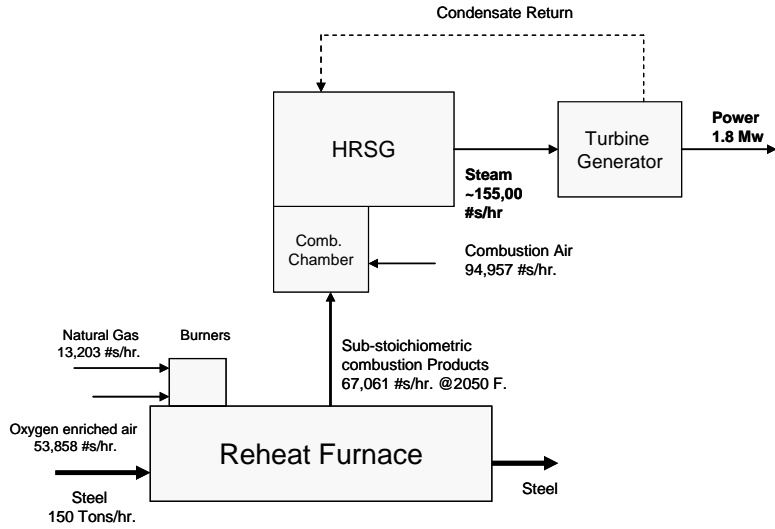 Condensate Return
HRSG
Turbine
Generator
Power
1.8 Mw
Steam
~155,00
#s/hr
Comb.
Chamber
Combustion Air
94,957 #s/hr.
Natural Gas
13,203 #s/hr.
Burners
Sub-stoichiometric
combustion Products
67,061 #s/hr. @2050 F.
Oxygen enriched air
53,858 #s/hr.
Reheat Furnace
Steel
150 Tons/hr.
Steel